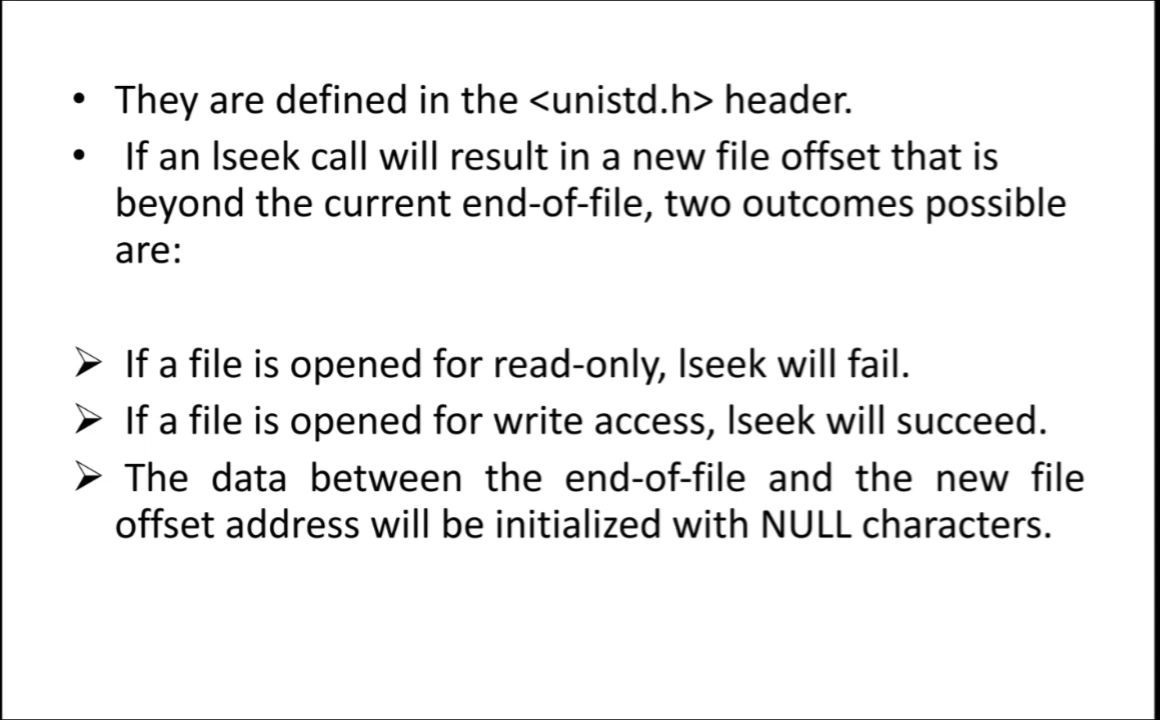 • They are defined in the <unistd.h> header.
• If an lseek call will result in a new file offset that is
beyond the current end-of-file, two outcomes possible
are:
➢ If a file is opened for read-only, lseek will fail.
➢ If a file is opened for write access, lseek will succeed.
➢ The data between the end-of-file and the new file
offset address will be initialized with NULL characters.